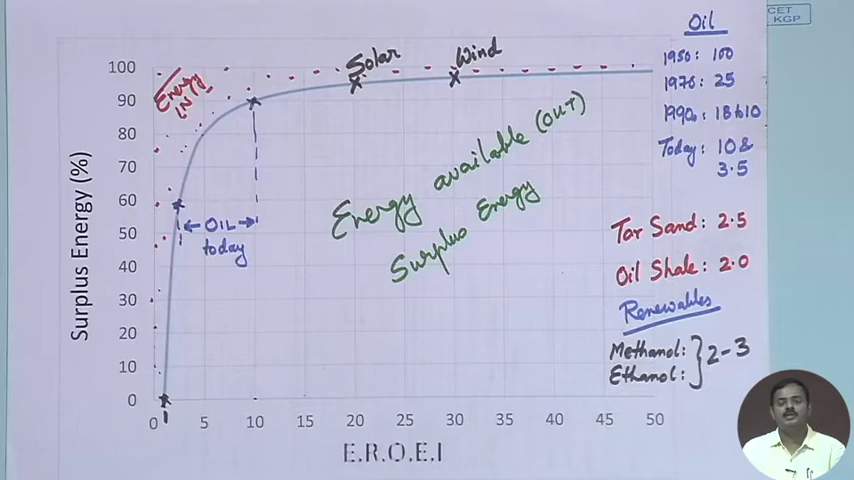 CET
KGP
Oil
1950: 100
1970: 25
1990s: 18 to 10
Today: 10 &
3.5
Tar Sand: 2.5
Oil Shale: 2.0
Renewables
Methanol:
Ethanol:
2-3
Surplus Energy (%)
100
90
80
70
60
50
40
30
20
10
0
Energy
IN
Solar
Wind
Energy available (OUT)
Surplus Energy
OIL
today
1
0
5
10
15
20
25
30
35
40
45
50
E.R.O.E.I